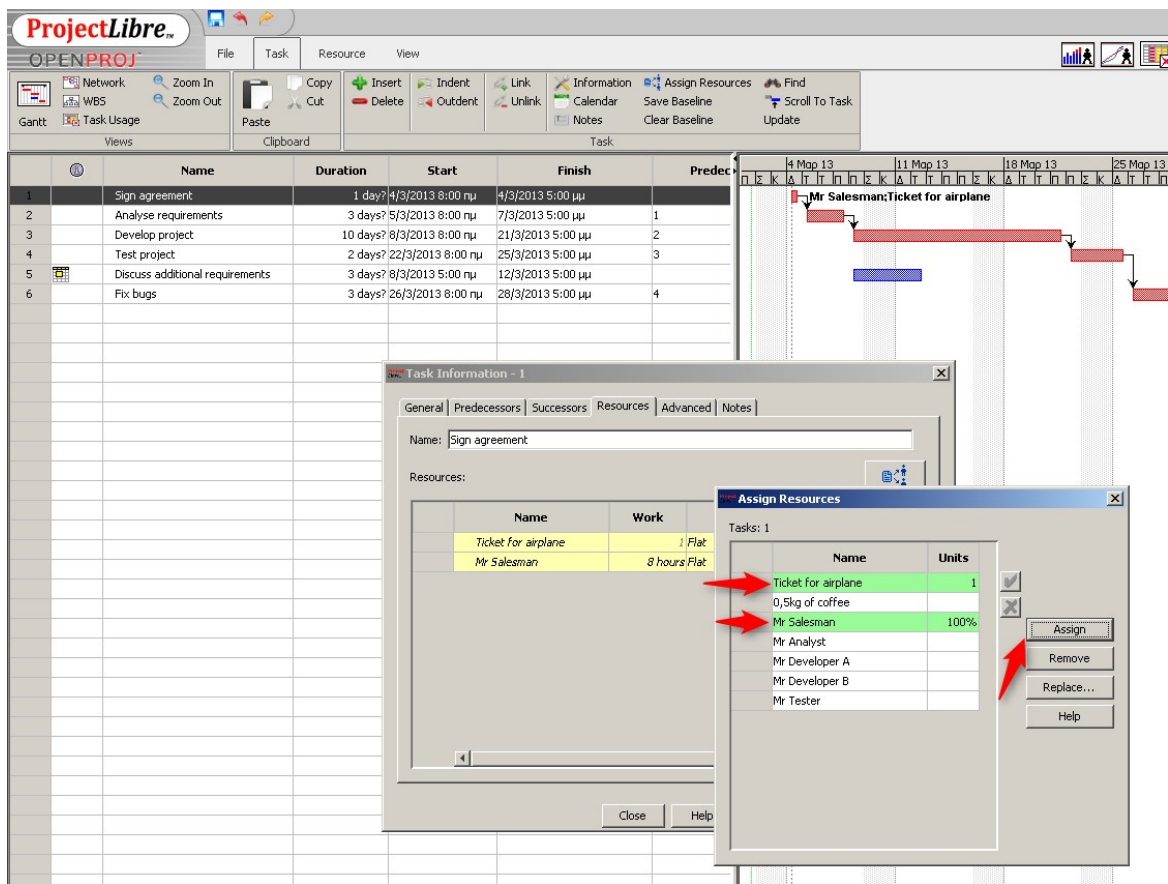 ProjectLibre™
OPENPROJ
File Task Resource View
Gantt
Network
WBS
Task Usage
Zoom In
Zoom Out
Views
Paste
Copy
Cut
Clipboard
Insert
Delete
Indent
Outdent
Link
Unlink
Information
Calendar
Notes
Assign Resources
Save Baseline
Clear Baseline
Find
Scroll To Task
Update
Task
Name Duration Start Finish Predec
1 Sign agreement 1 day? 4/3/2013 8:00 πμ 4/3/2013 5:00 μμ
2 Analyse requirements 3 days? 5/3/2013 8:00 πμ 7/3/2013 5:00 μμ 1
3 Develop project 10 days? 8/3/2013 8:00 πμ 21/3/2013 5:00 μμ 2
4 Test project 2 days? 22/3/2013 8:00 πμ 25/3/2013 5:00 μμ 3
5 Discuss additional requirements 3 days? 8/3/2013 5:00 μμ 12/3/2013 5:00 μμ
6 Fix bugs 3 days? 26/3/2013 8:00 πμ 28/3/2013 5:00 μμ 4
4 Μαρ 13 11 Μαρ 13 18 Μαρ 13 25 Μαρ 13
Π Σ Κ Δ Τ Τ Π Π Σ Κ Δ Τ Τ Π Π Σ Κ Δ Τ Τ Π Π Σ Κ Δ Τ Τ Π
Mr Salesman;Ticket for airplane
Task Information - 1
General Predecessors Successors Resources Advanced Notes
Name: Sign agreement
Resources:
Name Work
Ticket for airplane 1 Flat
Mr Salesman 8 hours Flat
Close Help
Assign Resources
Tasks: 1
Name Units
Ticket for airplane 1
0,5kg of coffee
Mr Salesman 100%
Mr Analyst
Mr Developer A
Mr Developer B
Mr Tester
Assign
Remove
Replace...
Help